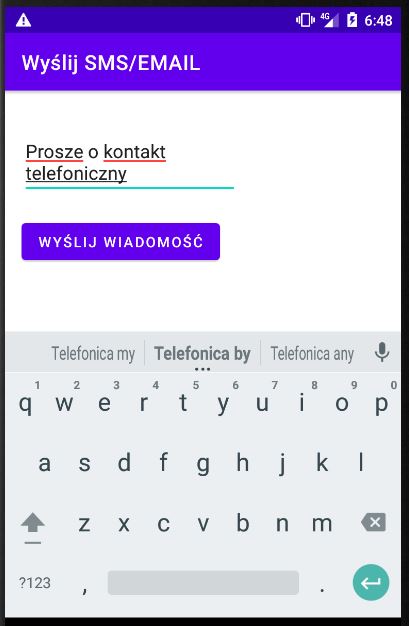 4G 6:48
Wyślij SMS/EMAIL
Prosze o kontakt
telefoniczny
WYŚLIJ WIADOMOŚĆ
Telefonica my Telefonica by Telefonica any
1 2 3 4 5 6 7 8 9 0
q w e r t y u i o p
a s d f g h j k l
z x c v b n m
?123 , .